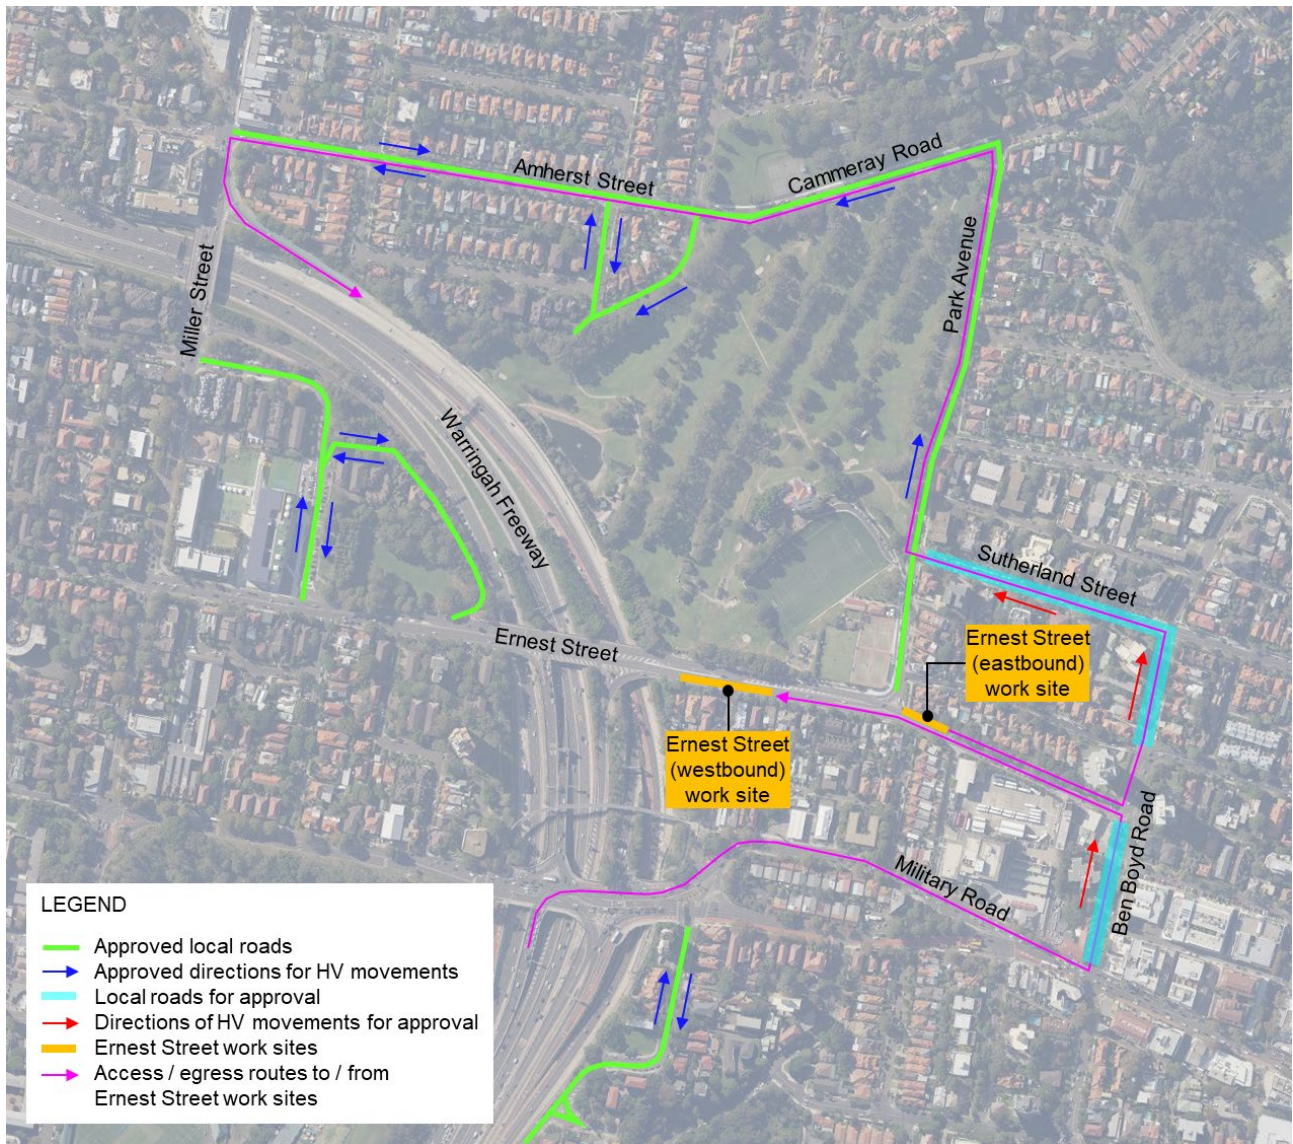 Amherst Street
Cammeray Road
Miller Street
Park Avenue
Warringah Freeway
Sutherland Street
Ernest Street
Ernest Street
(eastbound)
work site
Ernest Street
(westbound)
work site
Ben Boyd Road
Military Road
LEGEND
Approved local roads
Approved directions for HV movements
Local roads for approval
Directions of HV movements for approval
Ernest Street work sites
Access / egress routes to / from
Ernest Street work sites